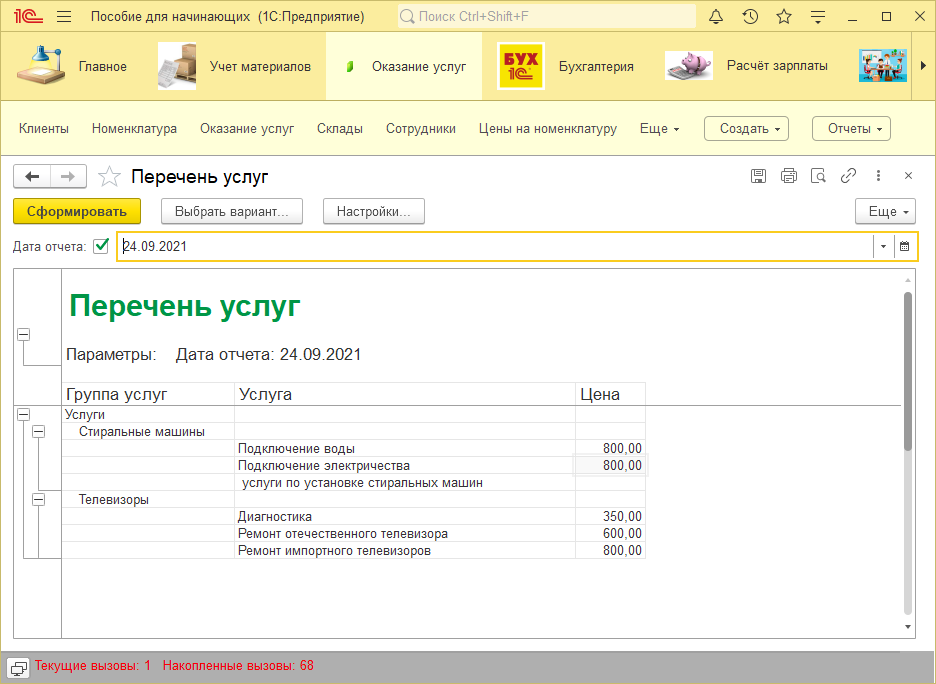 1С Пособие для начинающих (1С:Предприятие) Поиск Ctrl+Shift+F
Главное Учет материалов Оказание услуг БУХ 1С Бухгалтерия Расчёт зарплаты
Клиенты Номенклатура Оказание услуг Склады Сотрудники Цены на номенклатуру Еще Создать Отчеты
Перечень услуг
Сформировать Выбрать вариант... Настройки... Еще
Дата отчета: 24.09.2021
Перечень услуг
Параметры: Дата отчета: 24.09.2021
Группа услуг Услуга Цена
Услуги
Стиральные машины
Подключение воды 800,00
Подключение электричества 800,00
услуги по установке стиральных машин
Телевизоры
Диагностика 350,00
Ремонт отечественного телевизора 600,00
Ремонт импортного телевизоров 800,00
Текущие вызовы: 1 Накопленные вызовы: 68